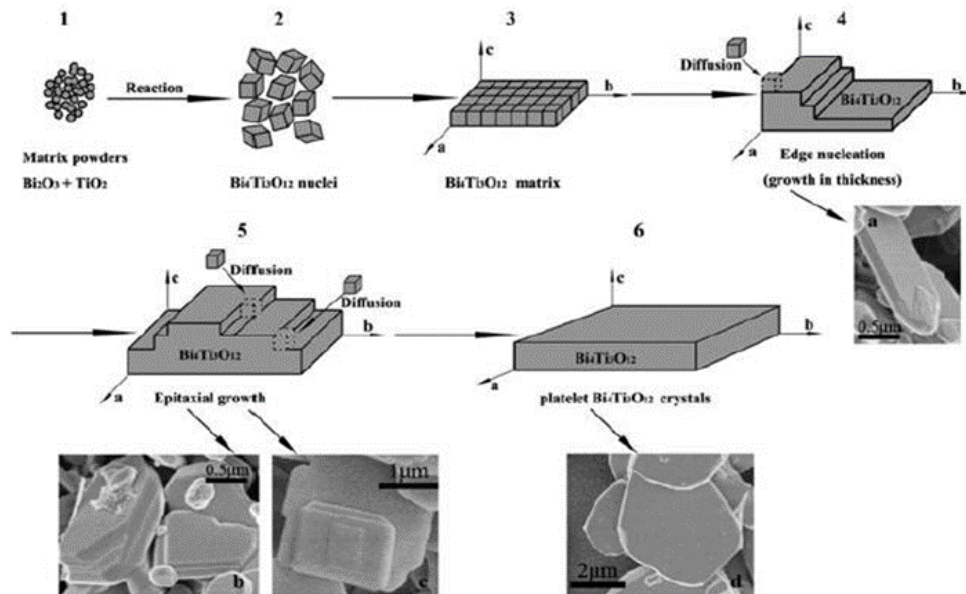 1
2
3
4
c
Diffusion
Reaction
b
Bi₄Ti₃O₁₂
b
a
a
Matrix powders
Bi₂O₃ + TiO₂
Bi₄Ti₃O₁₂ nuclei
Bi₄Ti₃O₁₂ matrix
Edge nucleation
(growth in thickness)
c
a
0.5μm
5
6
Diffusion
Diffusion
c
c
b
b
Bi₄Ti₃O₁₂
Bi₄Ti₃O₁₂
a
a
Epitaxial growth
platelet Bi₄Ti₃O₁₂ crystals
0.5μm
b
1μm
c
2μm
d